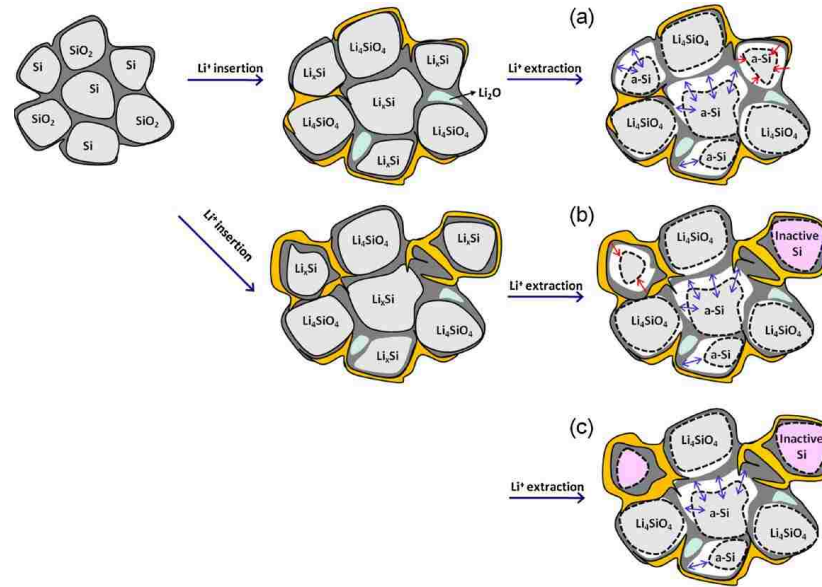 (a)
Si
SiO₂
Si
Si
SiO₂
SiO₂
Si
Li⁺ insertion
Li₄SiO₄
LiₓSi
LiₓSi
LiₓSi
Li₂O
Li₄SiO₄
Li₄SiO₄
LiₓSi
Li⁺ extraction
Li₄SiO₄
a-Si
a-Si
a-Si
Li₄SiO₄
Li₄SiO₄
a-Si
Li⁺ insertion
(b)
Li₄SiO₄
LiₓSi
LiₓSi
LiₓSi
Li₄SiO₄
Li₄SiO₄
LiₓSi
Li⁺ extraction
Li₄SiO₄
Inactive
Si
a-Si
Li₄SiO₄
Li₄SiO₄
a-Si
(c)
Li⁺ extraction
Li₄SiO₄
Inactive
Si
a-Si
Li₄SiO₄
Li₄SiO₄
a-Si